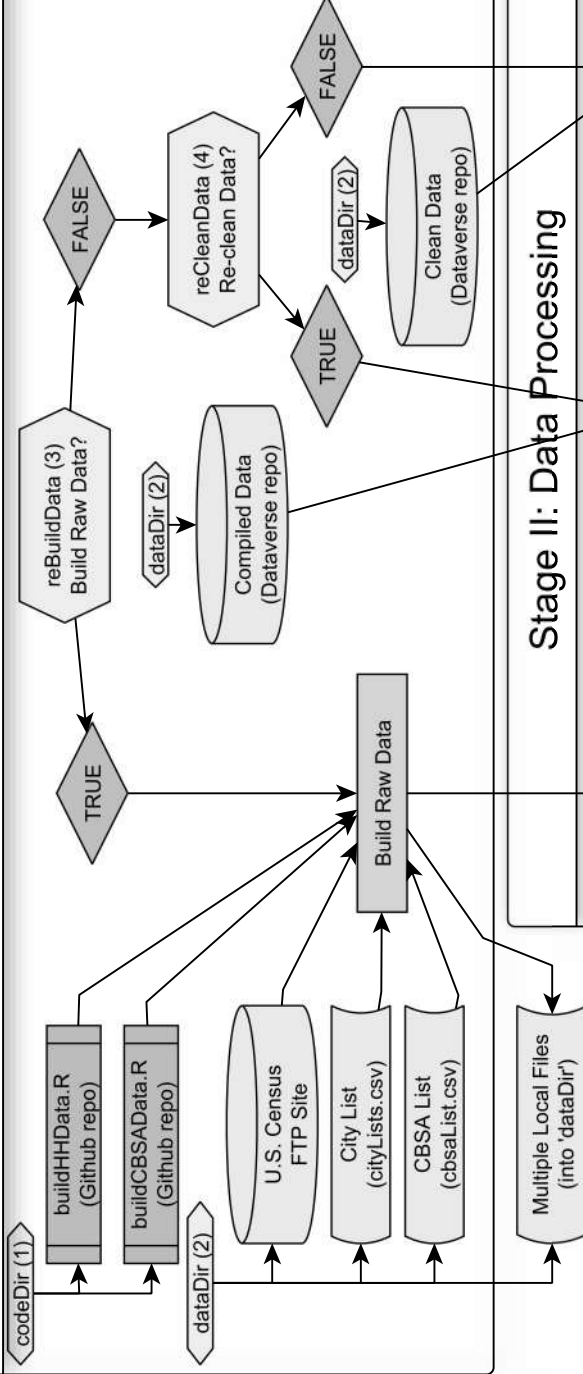 codeDir (1)
buildHHData.R
(Github repo)
buildCBSAData.R
(Github repo)
dataDir (2)
U.S. Census
FTP Site
City List
(cityLists.csv)
CBSA List
(cbsaList.csv)
Multiple Local Files
(into 'dataDir')
TRUE
Build Raw Data
reBuildData (3)
Build Raw Data?
dataDir (2)
Compiled Data
(Dataverse repo)
FALSE
reCleanData (4)
Re-clean Data?
TRUE
FALSE
dataDir (2)
Clean Data
(Dataverse repo)
Stage II: Data Processing